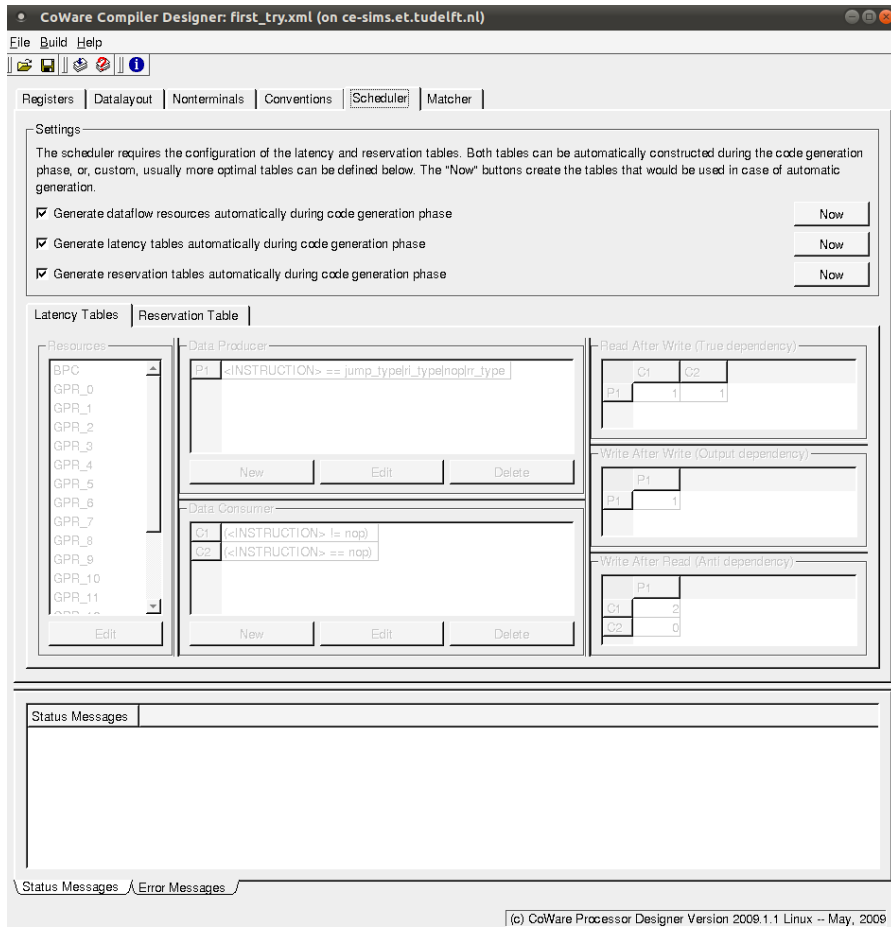 CoWare Compiler Designer: first_try.xml (on ce-sims.et.tudelft.nl)
File Build Help
Registers Datalayout Nonterminals Conventions Scheduler Matcher
Settings
The scheduler requires the configuration of the latency and reservation tables. Both tables can be automatically constructed during the code generation
phase, or, custom, usually more optimal tables can be defined below. The "Now" buttons create the tables that would be used in case of automatic
generation.
Generate dataflow resources automatically during code generation phase Now
Generate latency tables automatically during code generation phase Now
Generate reservation tables automatically during code generation phase Now
Latency Tables Reservation Table
Resources
BPC
GPR_0
GPR_1
GPR_2
GPR_3
GPR_4
GPR_5
GPR_6
GPR_7
GPR_8
GPR_9
GPR_10
GPR_11
Edit
Data Producer
P1 <INSTRUCTION> == jump_type|ri_type|nop|rr_type
New Edit Delete
Data Consumer
C1 (<INSTRUCTION> != nop)
C2 (<INSTRUCTION> == nop)
New Edit Delete
Read After Write (True dependency)
C1 C2
P1 1 1
Write After Write (Output dependency)
P1
P1 1
Write After Read (Anti dependency)
P1
C1 2
C2 0
Status Messages
Status Messages Error Messages
(c) CoWare Processor Designer Version 2009.1.1 Linux -- May, 2009